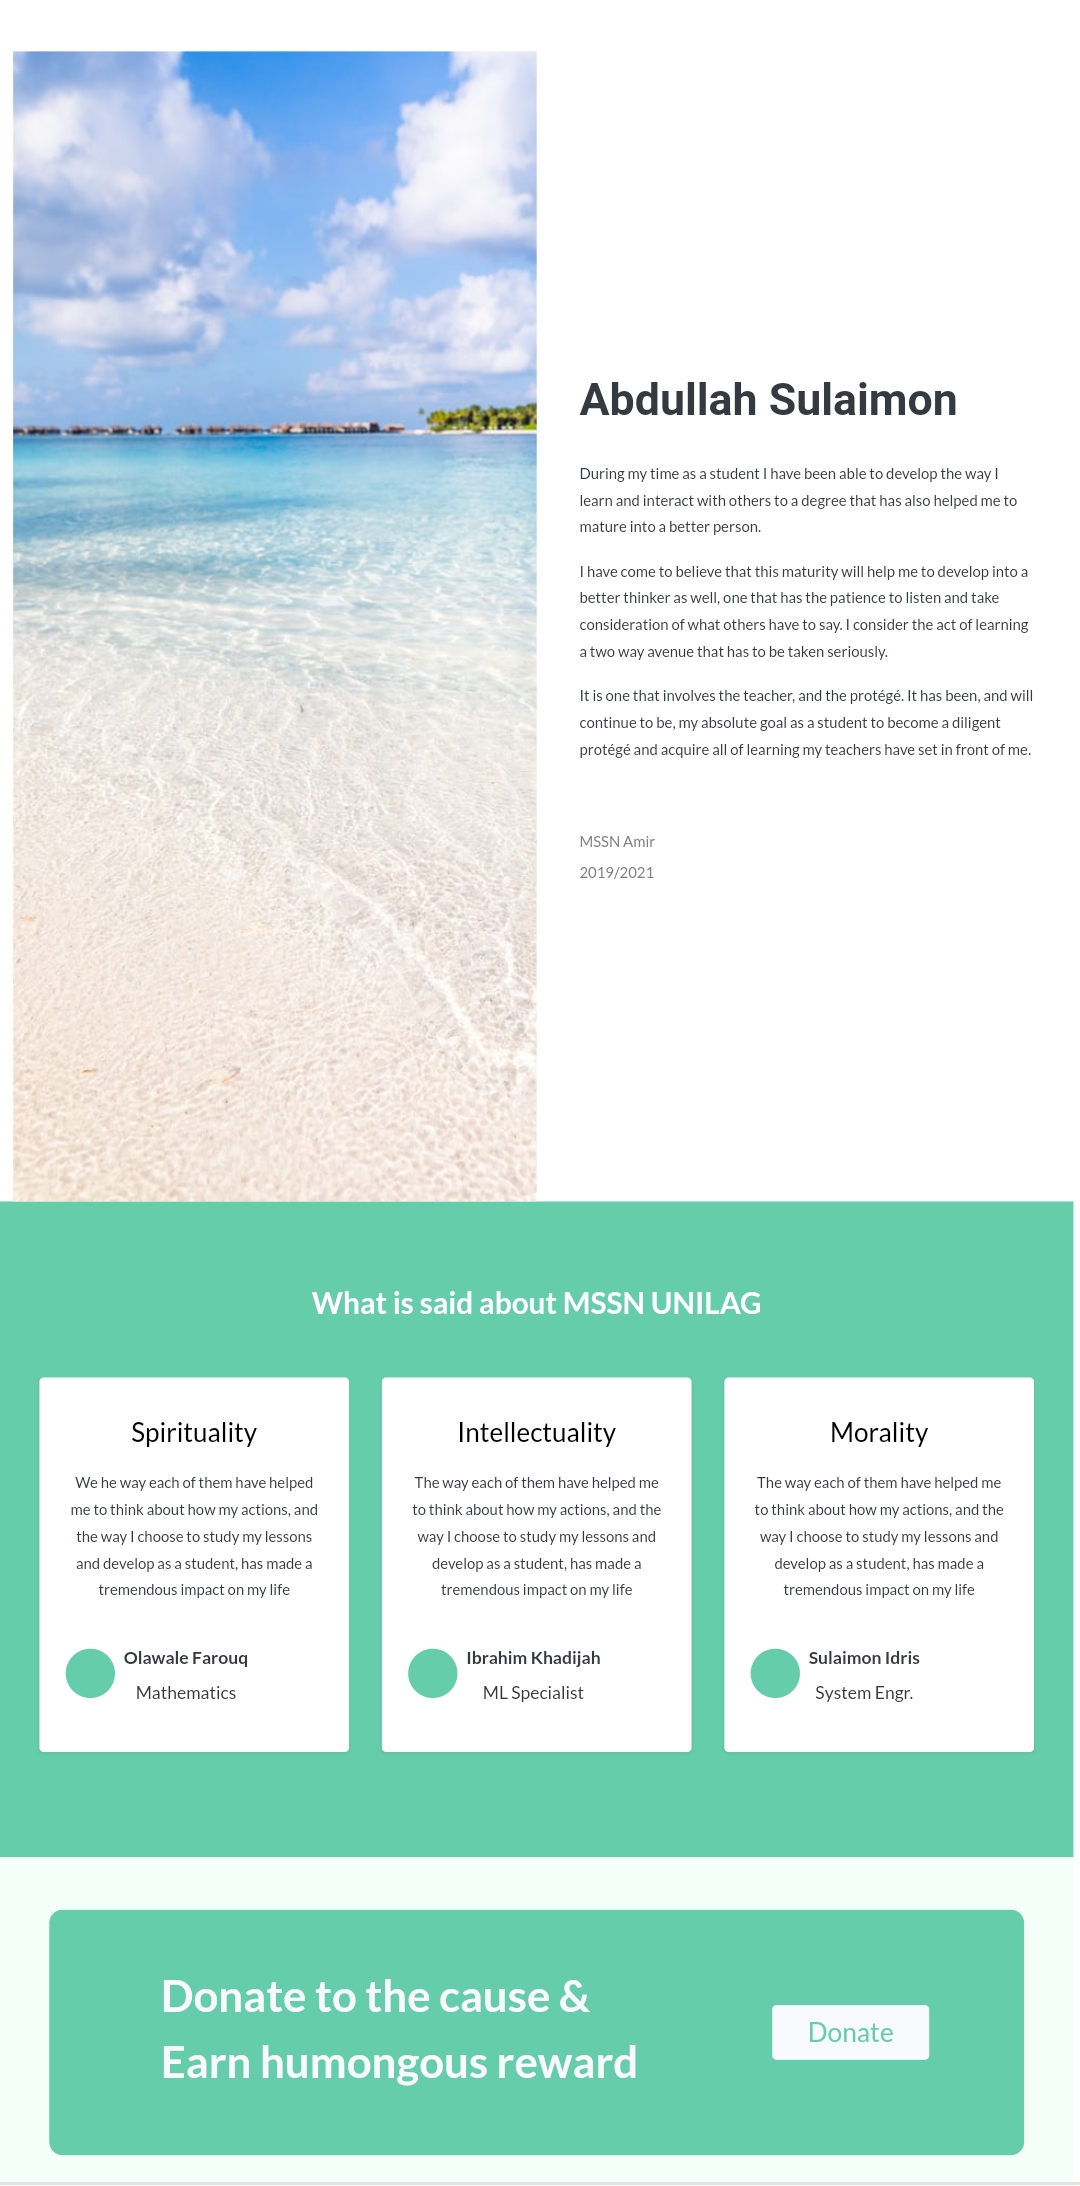 Abdullah Sulaimon
During my time as a student I have been able to develop the way I
learn and interact with others to a degree that has also helped me to
mature into a better person.
I have come to believe that this maturity will help me to develop into a
better thinker as well, one that has the patience to listen and take
consideration of what others have to say. I consider the act of learning
a two way avenue that has to be taken seriously.
It is one that involves the teacher, and the protégé. It has been, and will
continue to be, my absolute goal as a student to become a diligent
protégé and acquire all of learning my teachers have set in front of me.
MSSN Amir
2019/2021
What is said about MSSN UNILAG
Spirituality
We he way each of them have helped
me to think about how my actions, and
the way I choose to study my lessons
and develop as a student, has made a
tremendous impact on my life
Olawale Farouq
Mathematics
Intellectuality
The way each of them have helped me
to think about how my actions, and the
way I choose to study my lessons and
develop as a student, has made a
tremendous impact on my life
Ibrahim Khadijah
ML Specialist
Morality
The way each of them have helped me
to think about how my actions, and the
way I choose to study my lessons and
develop as a student, has made a
tremendous impact on my life
Sulaimon Idris
System Engr.
Donate to the cause &
Earn humongous reward
Donate